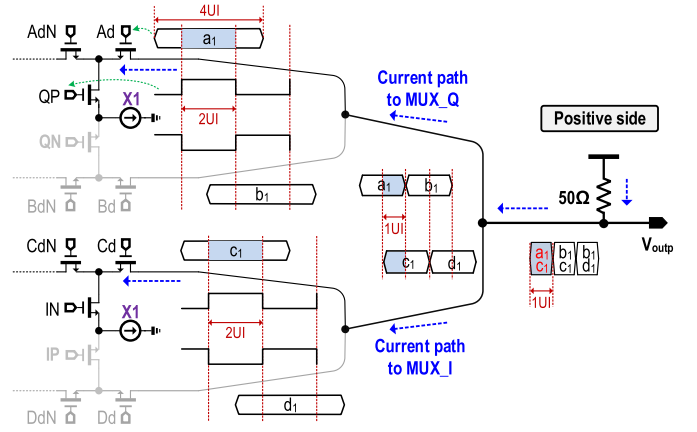 AdN Ad
4UI
a1
QP
X1
2UI
QN
BdN Bd
b1
Current path
to MUX_Q
a1 b1
1UI
c1 d1
Positive side
50Ω
Voutp
a1 b1 b1
c1 c1 d1
1UI
CdN Cd
c1
IN
X1
2UI
IP
DdN Dd
d1
Current path
to MUX_I